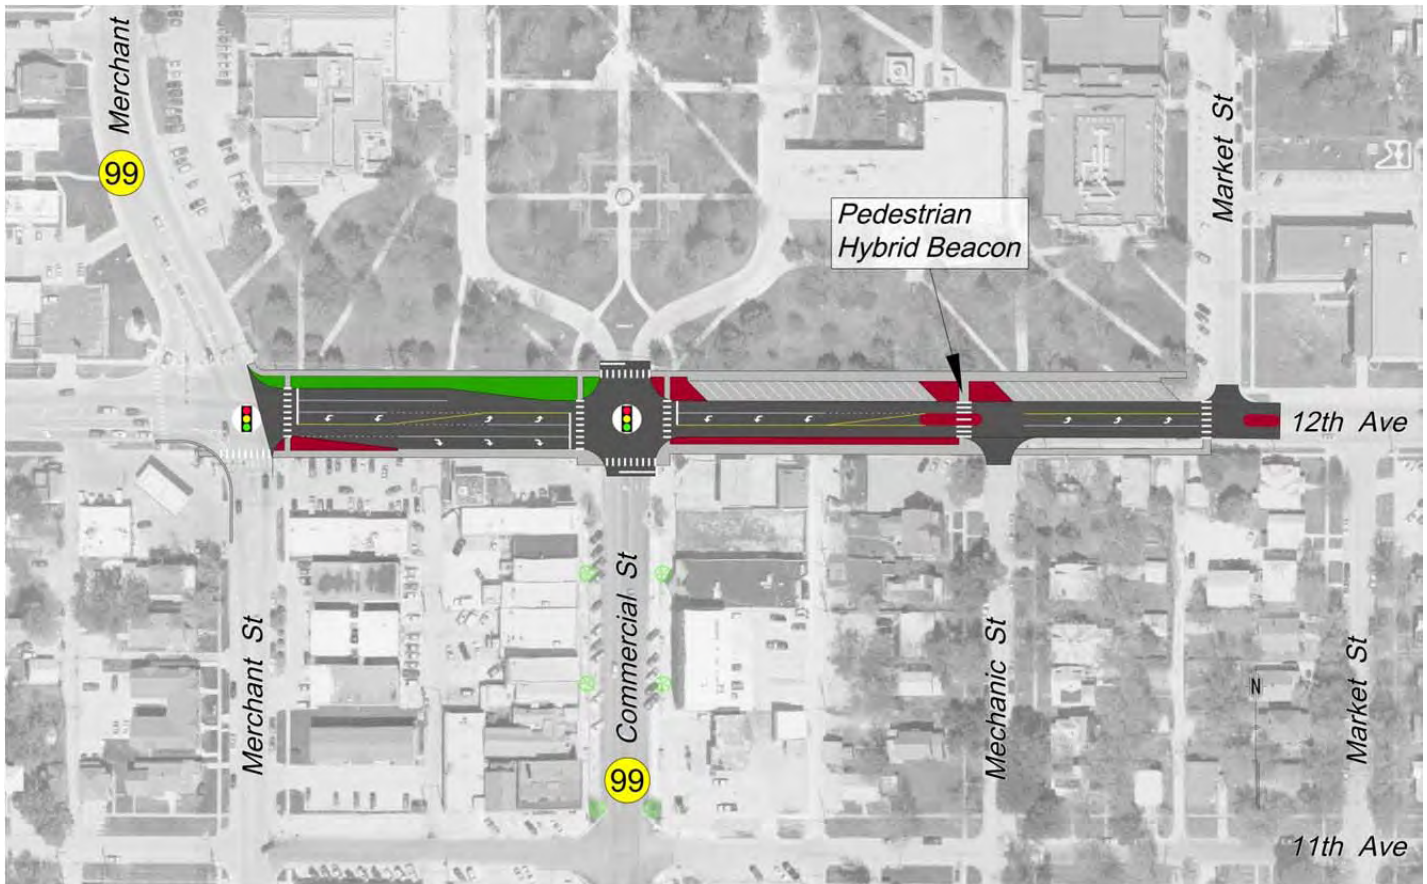 Merchant
99
Market St
Pedestrian
Hybrid Beacon
12th Ave
Commercial St
Merchant St
Mechanic St
N
Market St
99
11th Ave